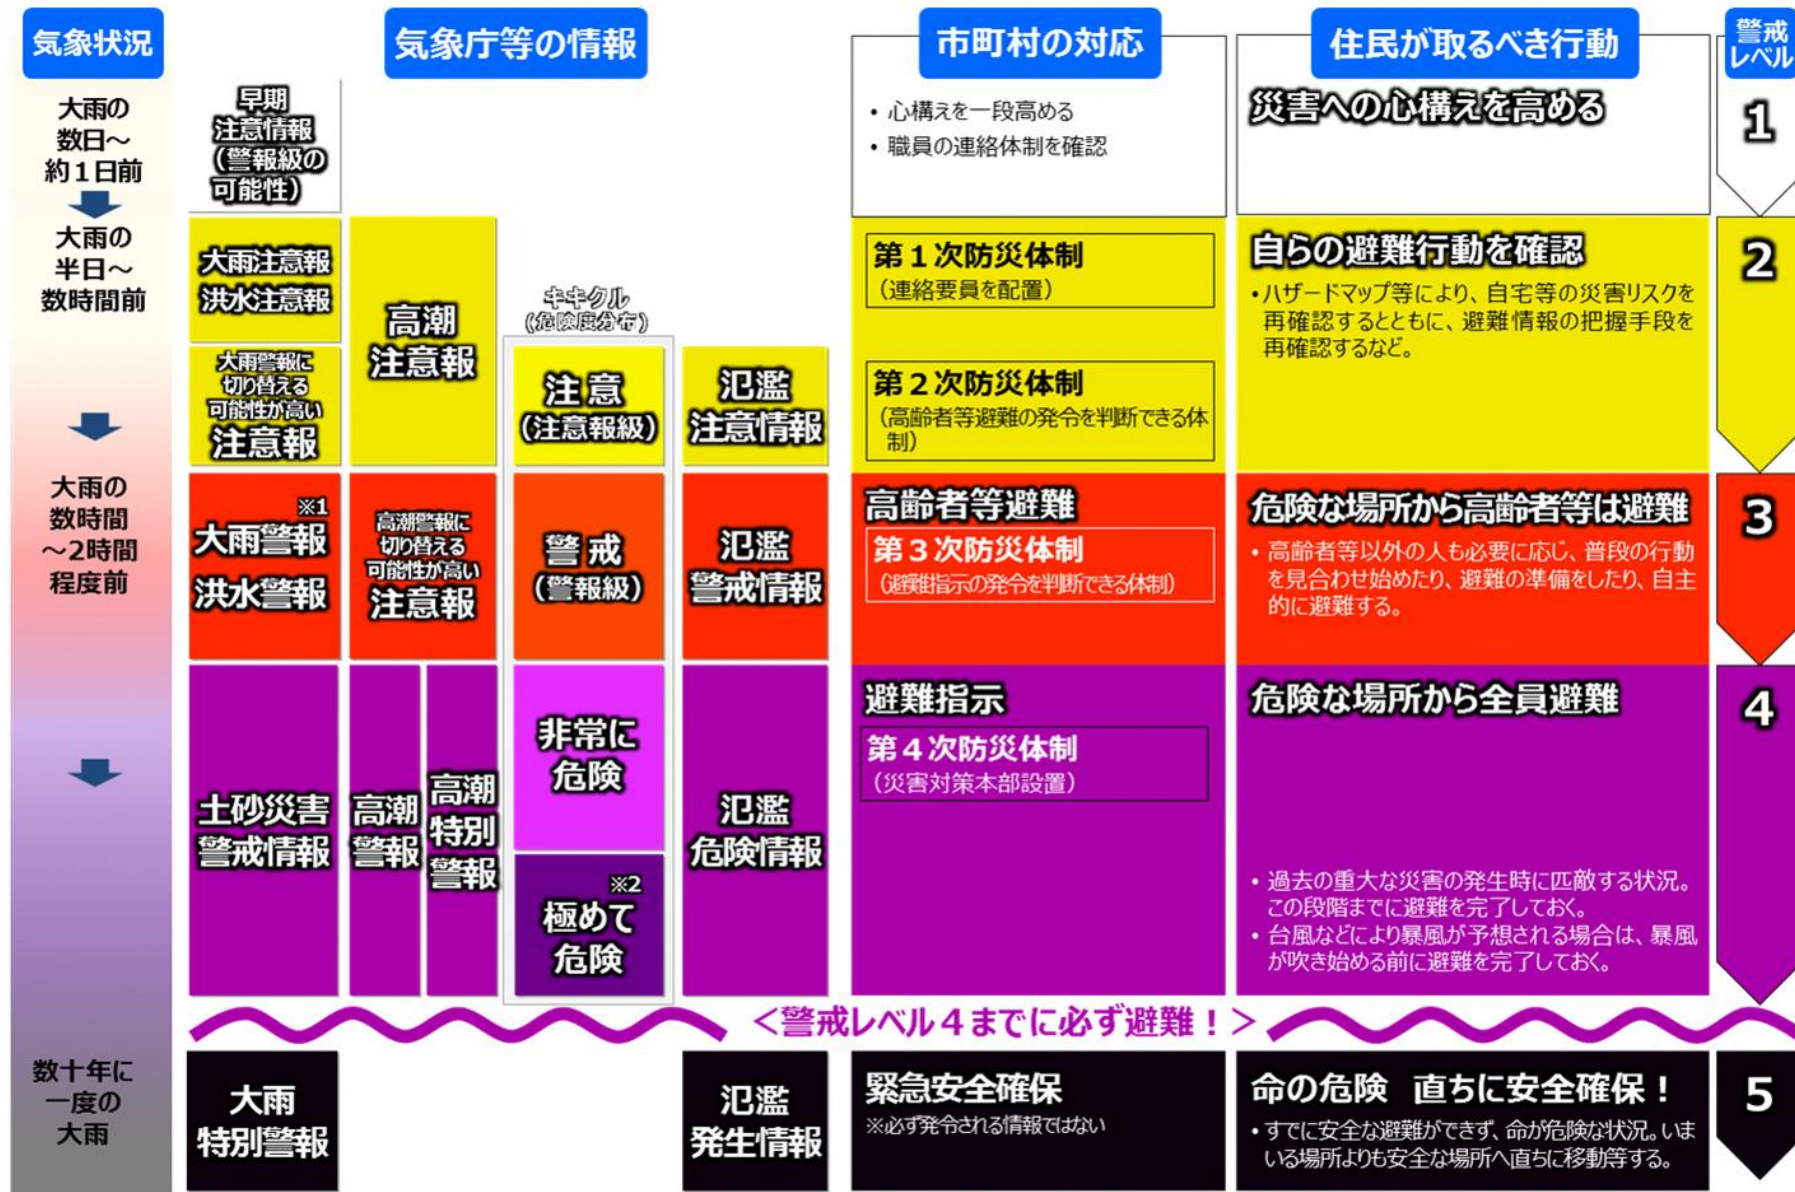 気象状況
気象庁等の情報
市町村の対応
住民が取るべき行動
警戒
レベル
大雨の
数日～
約１日前
早期
注意情報
（警報級の
可能性）
・心構えを一段高める
・職員の連絡体制を確認
災害への心構えを高める
1
大雨の
半日～
数時間前
大雨注意報
洪水注意報
高潮
注意報
キキクル
（危険度分布）
大雨警報に
切り替える
可能性が高い
注意報
注意
（注意報級）
氾濫
注意情報
第１次防災体制
（連絡要員を配置）
第２次防災体制
（高齢者等避難の発令を判断できる体
制）
自らの避難行動を確認
・ハザードマップ等により、自宅等の災害リスクを
再確認するとともに、避難情報の把握手段を
再確認するなど。
2
大雨の
数時間
～2時間
程度前
※1
大雨警報
洪水警報
高潮警報に
切り替える
可能性が高い
注意報
警戒
（警報級）
氾濫
警戒情報
高齢者等避難
第３次防災体制
（避難指示の発令を判断できる体制）
危険な場所から高齢者等は避難
・高齢者等以外の人も必要に応じ、普段の行動
を見合わせ始めたり、避難の準備をしたり、自主
的に避難する。
3
土砂災害
警戒情報
高潮
警報
高潮
特別
警報
非常に
危険
※2
極めて
危険
氾濫
危険情報
避難指示
第４次防災体制
（災害対策本部設置）
危険な場所から全員避難
・過去の重大な災害の発生時に匹敵する状況。
この段階までに避難を完了しておく。
・台風などにより暴風が予想される場合は、暴風
が吹き始める前に避難を完了しておく。
4
＜警戒レベル４までに必ず避難！＞
数十年に
一度の
大雨
大雨
特別警報
氾濫
発生情報
緊急安全確保
※必ず発令される情報ではない
命の危険 直ちに安全確保！
・すでに安全な避難ができず、命が危険な状況。いま
いる場所よりも安全な場所へ直ちに移動等する。
5